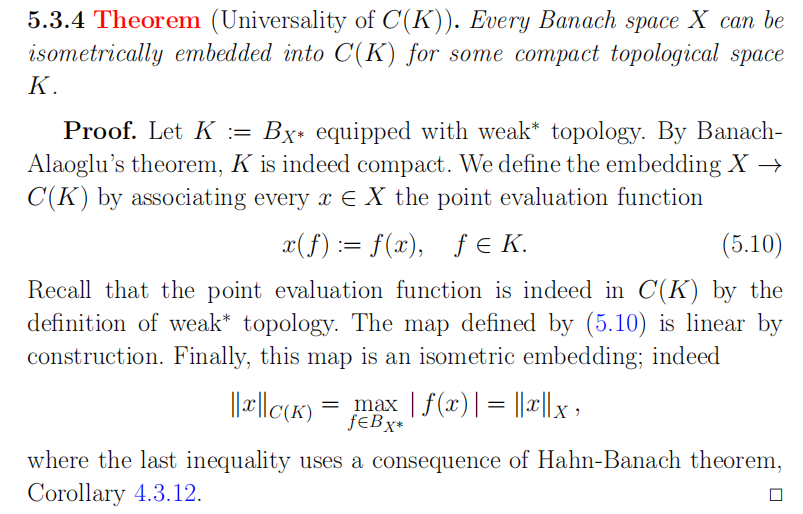 5.3.4 Theorem (Universality of C(K)). Every Banach space X can be
isometrically embedded into C(K) for some compact topological space
K.
Proof. Let K := B_{X*} equipped with weak* topology. By Banach-
Alaoglu's theorem, K is indeed compact. We define the embedding X →
C(K) by associating every x ∈ X the point evaluation function
x(f) := f(x), f ∈ K. (5.10)
Recall that the point evaluation function is indeed in C(K) by the
definition of weak* topology. The map defined by (5.10) is linear by
construction. Finally, this map is an isometric embedding; indeed
‖x‖_{C(K)} = max_{f∈B_{X*}} |f(x)| = ‖x‖_X ,
where the last inequality uses a consequence of Hahn-Banach theorem,
Corollary 4.3.12. □